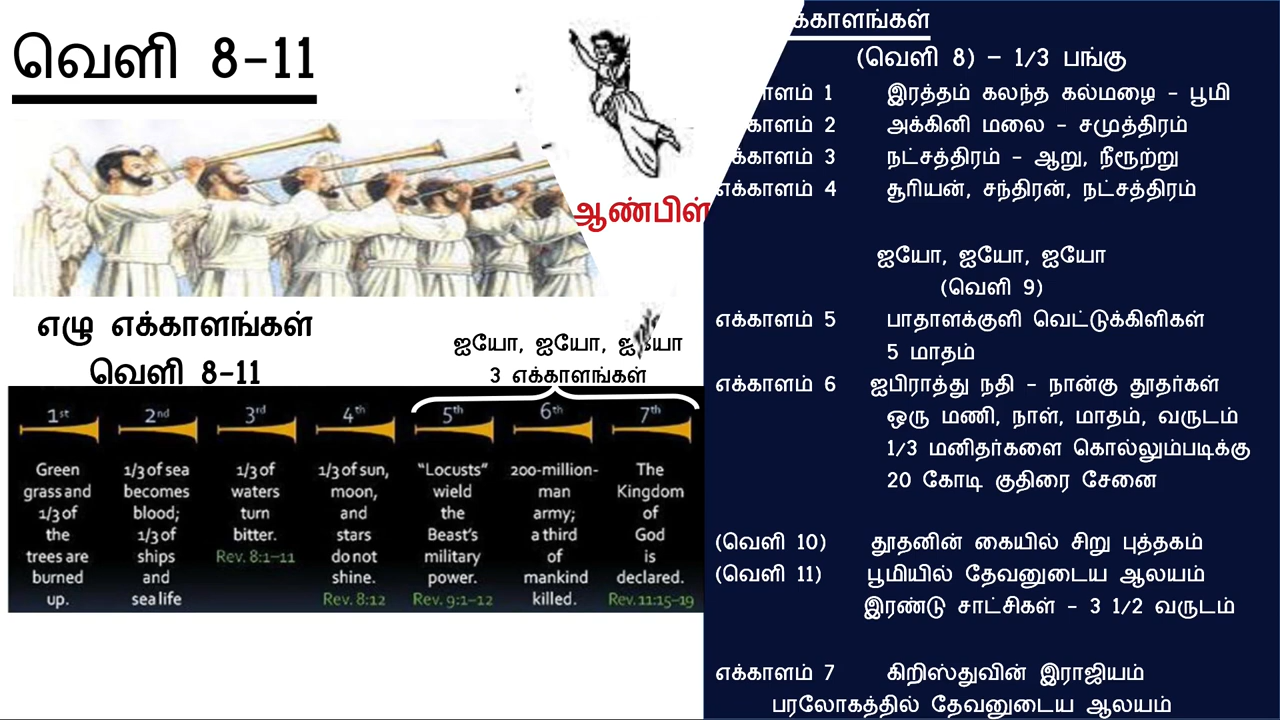 வெளி 8-11
ஆண்பிள்
எழு எக்காளங்கள்
வெளி 8-11
ஐயோ, ஐயோ, ஐயோ
3 எக்காளங்கள்
1st
Green
grass and
1/3 of
the
trees are
burned
up.
2nd
1/3 of sea
becomes
blood;
1/3 of
ships
and
sea life
3rd
1/3 of
waters
turn
bitter.
Rev. 8:1–11
4th
1/3 of sun,
moon,
and
stars
do not
shine.
Rev. 8:12
5th
"Locusts"
wield
the
Beast's
military
power.
Rev. 9:1–12
6th
200-million-
man
army;
a third
of
mankind
killed.
7th
The
Kingdom
of
God
is
declared.
Rev. 11:15–19
க்காளங்கள்
(வெளி 8) – 1/3 பங்கு
ளம் 1 இரத்தம் கலந்த கல்மழை - பூமி
காளம் 2 அக்கினி மலை - சமுத்திரம்
க்காளம் 3 நட்சத்திரம் - ஆறு, நீரூற்று
எக்காளம் 4 சூரியன், சந்திரன், நட்சத்திரம்
ஐயோ, ஐயோ, ஐயோ
(வெளி 9)
எக்காளம் 5 பாதாளக்குளி வெட்டுக்கிளிகள்
5 மாதம்
எக்காளம் 6 ஐபிராத்து நதி - நான்கு தூதர்கள்
ஒரு மணி, நாள், மாதம், வருடம்
1/3 மனிதர்களை கொல்லும்படிக்கு
20 கோடி குதிரை சேனை
(வெளி 10) தூதனின் கையில் சிறு புத்தகம்
(வெளி 11) பூமியில் தேவனுடைய ஆலயம்
இரண்டு சாட்சிகள் - 3 1/2 வருடம்
எக்காளம் 7 கிறிஸ்துவின் இராஜியம்
பரலோகத்தில் தேவனுடைய ஆலயம்